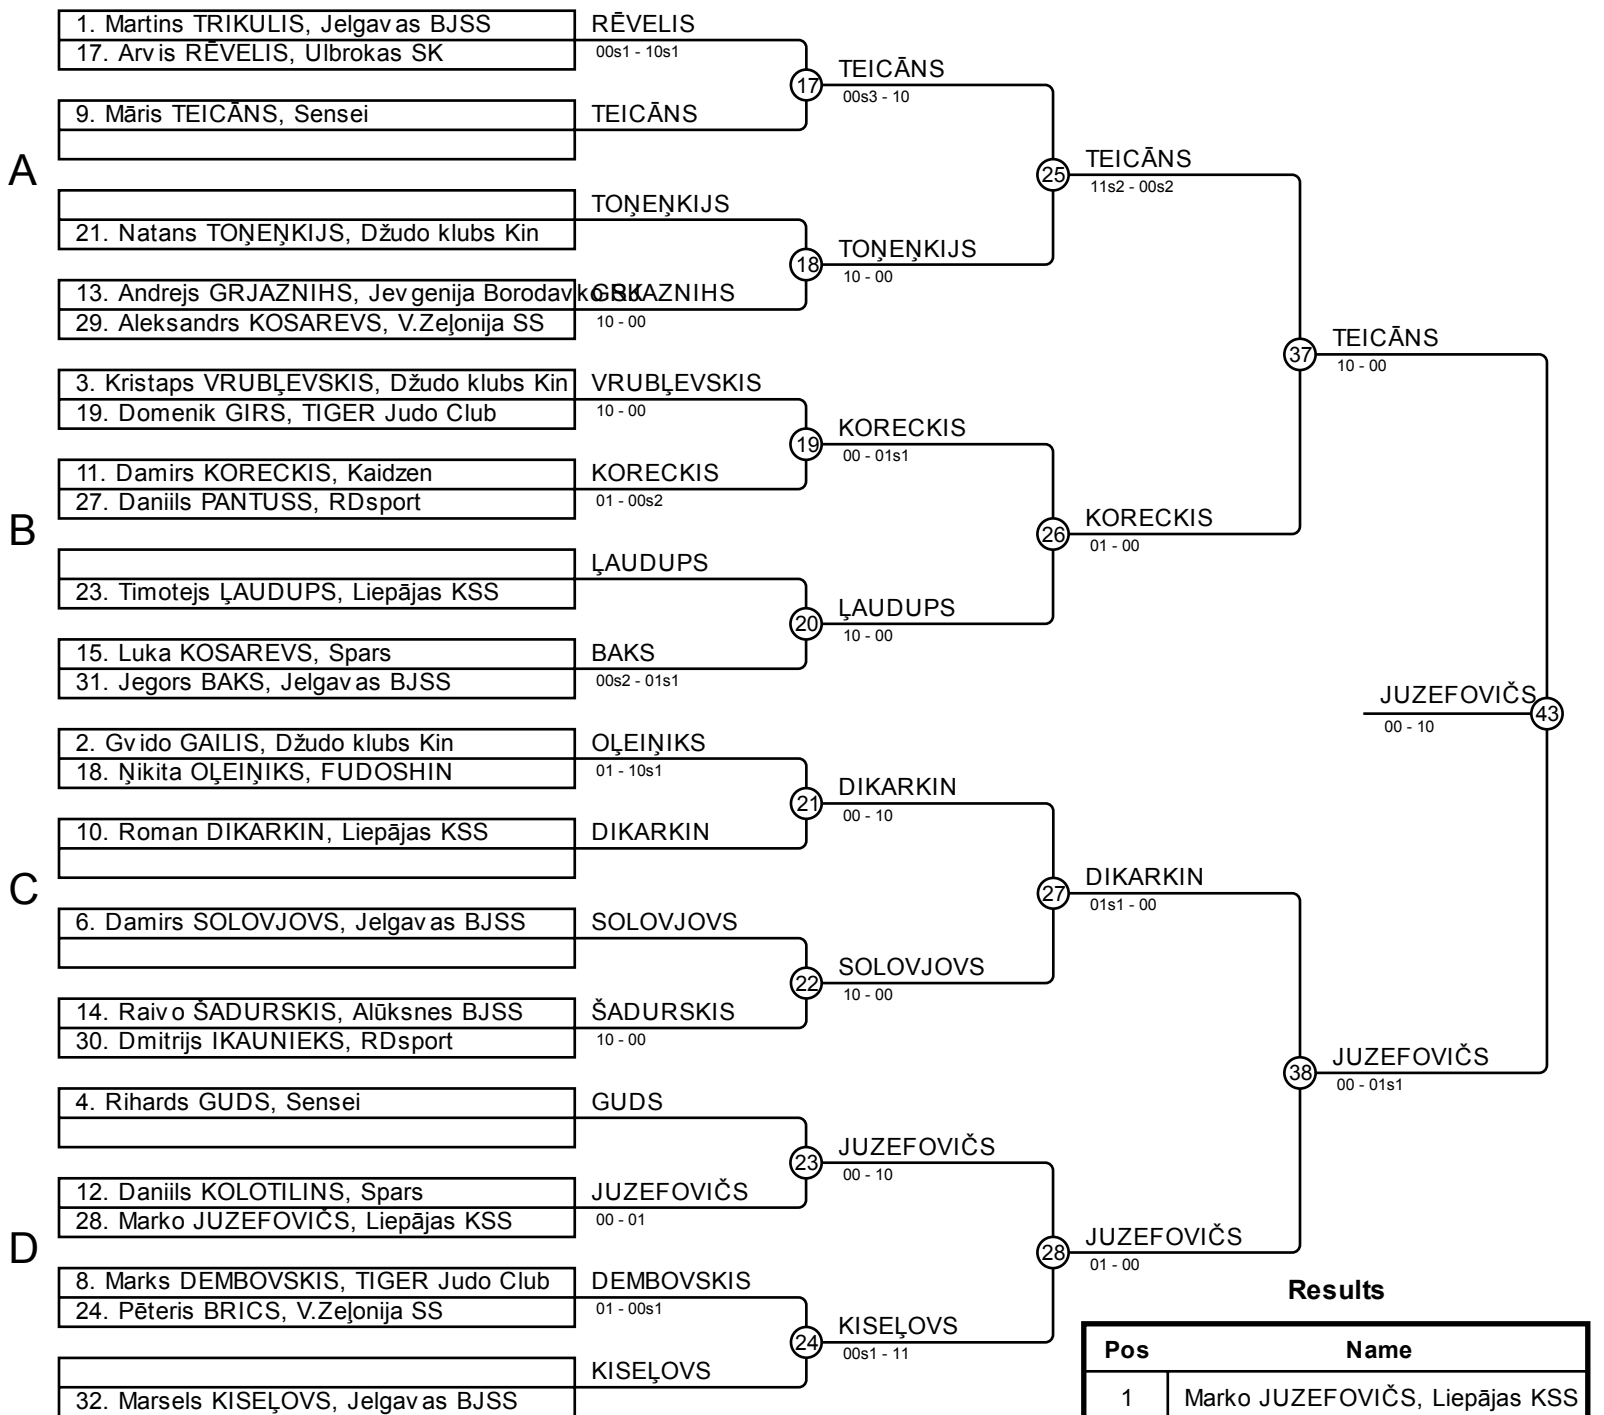 1. Martins TRIKULIS, Jelgavas BJSS
17. Arvis RĒVELIS, Ulbrokas SK
RĒVELIS
00s1 - 10s1
9. Māris TEICĀNS, Sensei
TEICĀNS
17
TEICĀNS
00s3 - 10
A
21. Natans TOŅEŅKIJS, Džudo klubs Kin
TOŅEŅKIJS
13. Andrejs GRJAZNIHS, Jevgenija Borodavko SK
29. Aleksandrs KOSAREVS, V.Zeļonija SS
GRJAZNIHS
10 - 00
18
TOŅEŅKIJS
10 - 00
25
TEICĀNS
11s2 - 00s2
3. Kristaps VRUBĻEVSKIS, Džudo klubs Kin
19. Domenik GIRS, TIGER Judo Club
VRUBĻEVSKIS
10 - 00
11. Damirs KORECKIS, Kaidzen
27. Daniils PANTUSS, RDsport
KORECKIS
01 - 00s2
19
KORECKIS
00 - 01s1
B
23. Timotejs ĻAUDUPS, Liepājas KSS
ĻAUDUPS
15. Luka KOSAREVS, Spars
31. Jegors BAKS, Jelgavas BJSS
BAKS
00s2 - 01s1
20
ĻAUDUPS
10 - 00
26
KORECKIS
01 - 00
37
TEICĀNS
10 - 00
2. Gvido GAILIS, Džudo klubs Kin
18. Ņikita OĻEIŅIKS, FUDOSHIN
OĻEIŅIKS
01 - 10s1
10. Roman DIKARKIN, Liepājas KSS
DIKARKIN
21
DIKARKIN
00 - 10
C
6. Damirs SOLOVJOVS, Jelgavas BJSS
SOLOVJOVS
14. Raivo ŠADURSKIS, Alūksnes BJSS
30. Dmitrijs IKAUNIEKS, RDsport
ŠADURSKIS
10 - 00
22
SOLOVJOVS
10 - 00
27
DIKARKIN
01s1 - 00
4. Rihards GUDS, Sensei
GUDS
12. Daniils KOLOTILINS, Spars
28. Marko JUZEFOVIČS, Liepājas KSS
JUZEFOVIČS
00 - 01
23
JUZEFOVIČS
00 - 10
D
8. Marks DEMBOVSKIS, TIGER Judo Club
24. Pēteris BRICS, V.Zeļonija SS
DEMBOVSKIS
01 - 00s1
32. Marsels KISEĻOVS, Jelgavas BJSS
KISEĻOVS
24
KISEĻOVS
00s1 - 11
28
JUZEFOVIČS
01 - 00
38
JUZEFOVIČS
00 - 01s1
JUZEFOVIČS
43
00 - 10
Results
Pos Name
1 Marko JUZEFOVIČS, Liepājas KSS